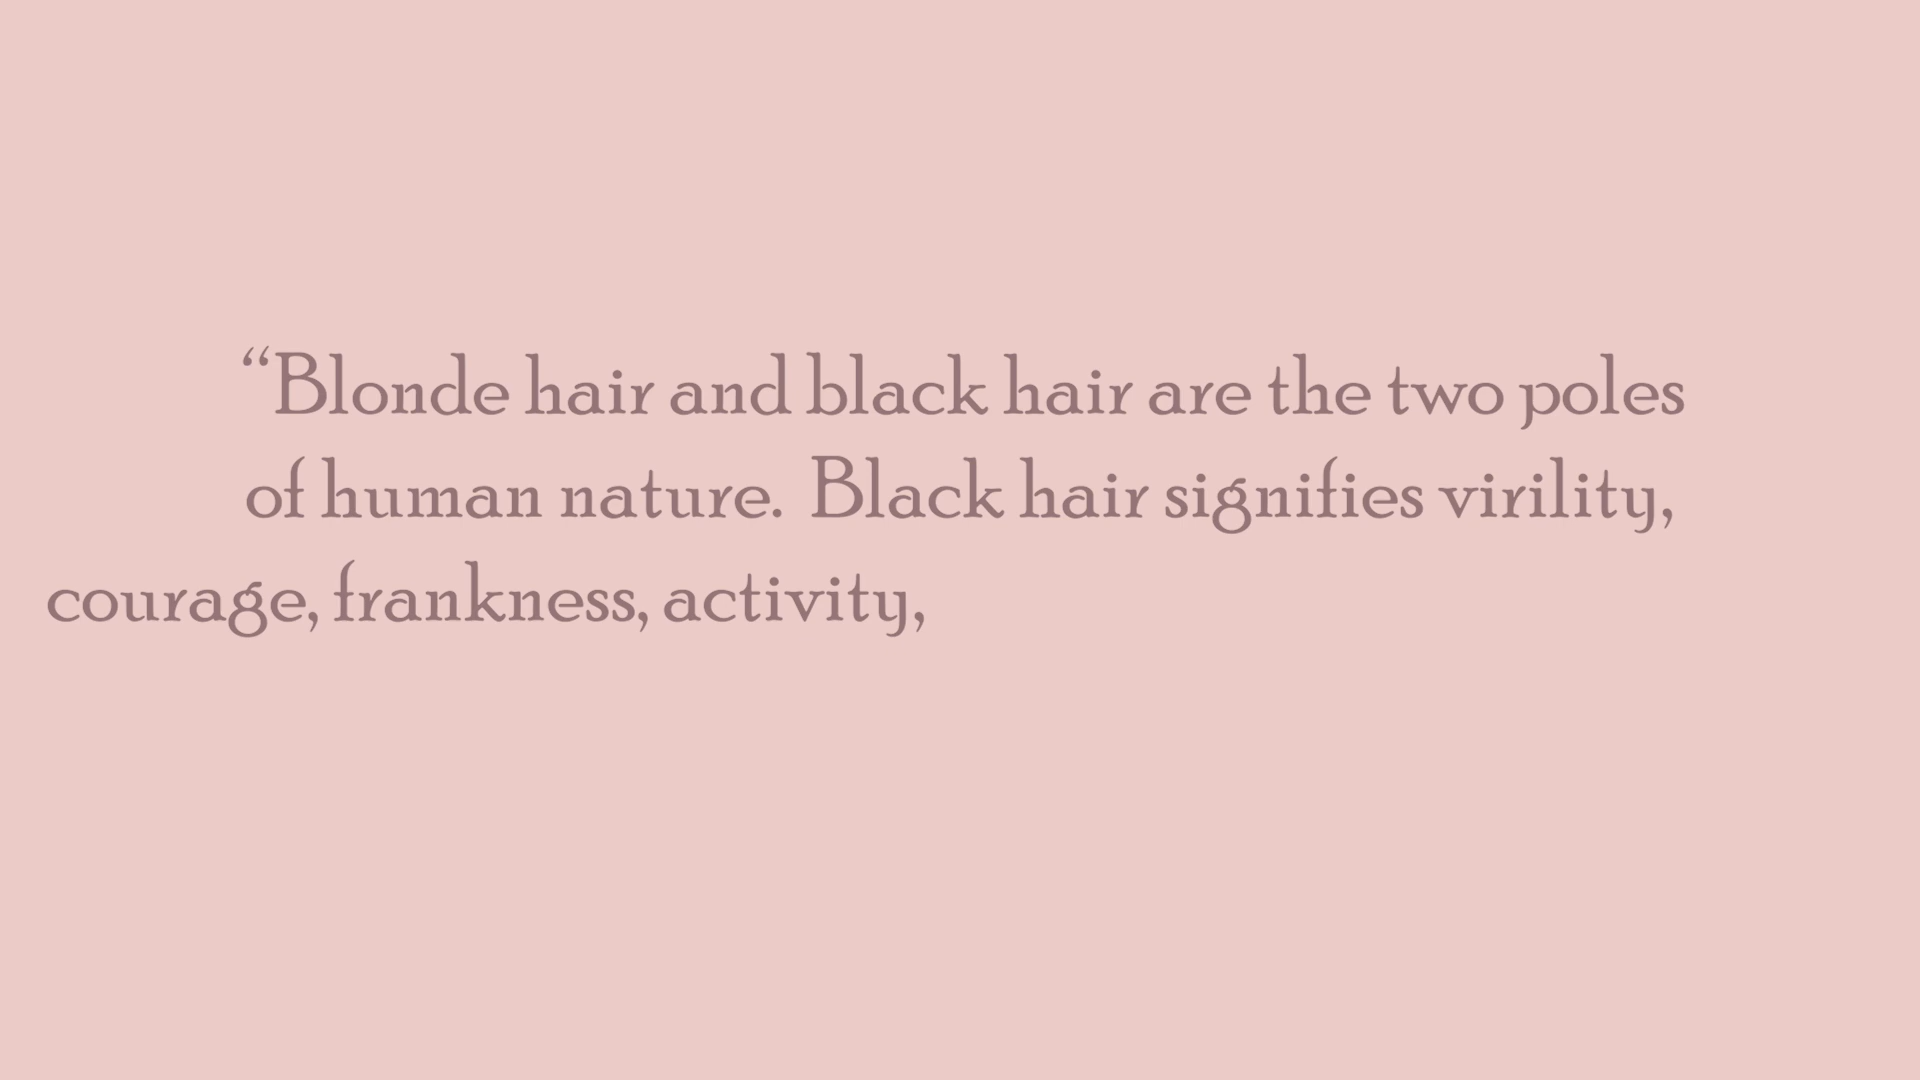 “Blonde hair and black hair are the two poles
of human nature.  Black hair signifies virility,
courage, frankness, activity,